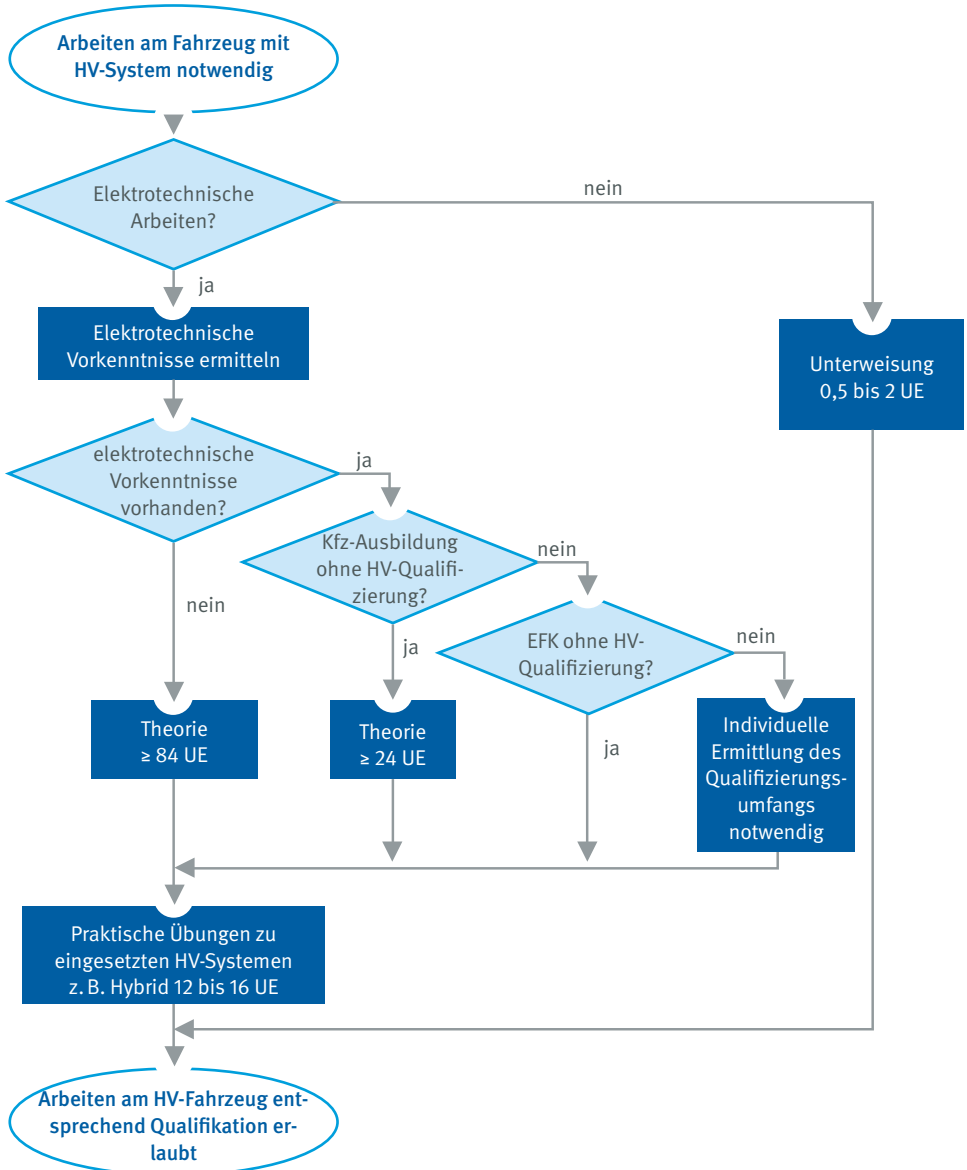 Arbeiten am Fahrzeug mit
HV-System notwendig
Elektrotechnische
Arbeiten?
nein
ja
Elektrotechnische
Vorkenntnisse ermitteln
Unterweisung
0,5 bis 2 UE
elektrotechnische
Vorkenntnisse
vorhanden?
ja
nein
Kfz-Ausbildung
ohne HV-Qualifi-
zierung?
nein
ja
EFK ohne HV-
Qualifizierung?
nein
ja
Theorie
≥ 84 UE
Theorie
≥ 24 UE
Individuelle
Ermittlung des
Qualifizierungs-
umfangs
notwendig
Praktische Übungen zu
eingesetzten HV-Systemen
z. B. Hybrid 12 bis 16 UE
Arbeiten am HV-Fahrzeug ent-
sprechend Qualifikation er-
laubt